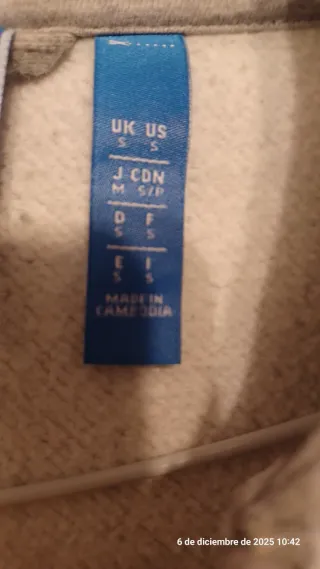 UK US
S S
J CDN
M S/P
D F
S S
E I
S S
MADE IN
CAMBODIA
6 de diciembre de 2025 10:42